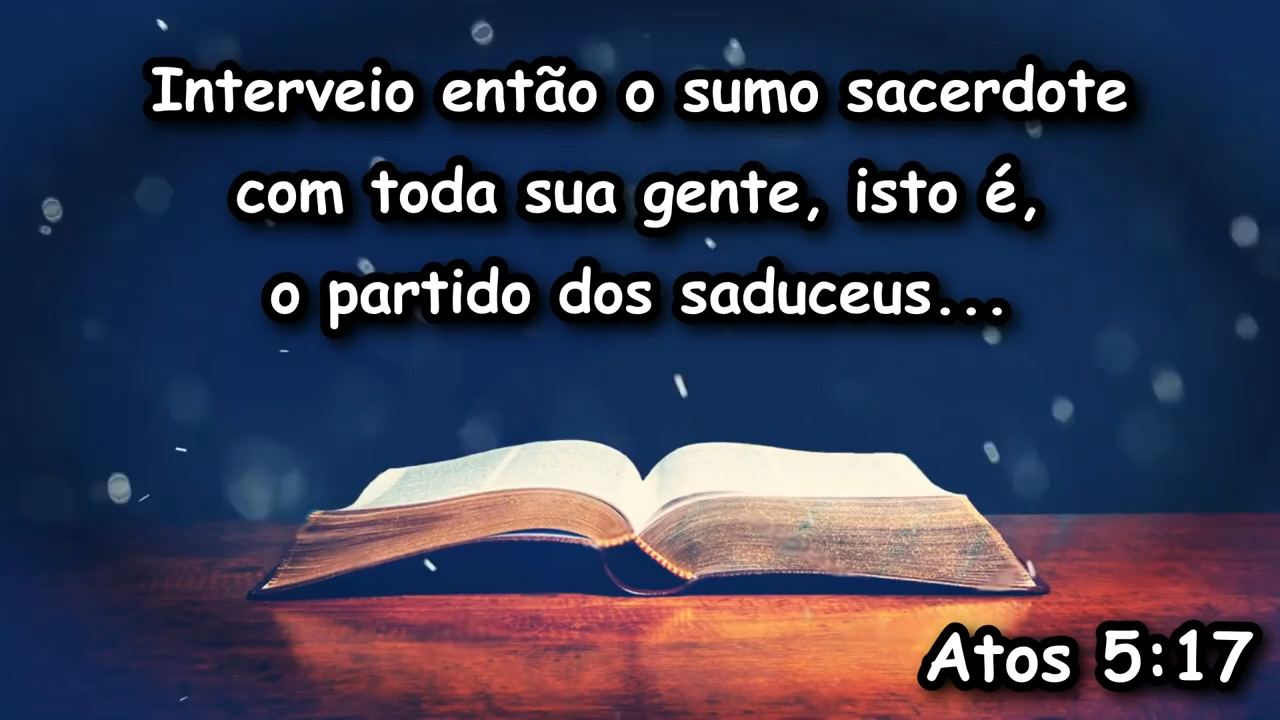 Interveio então o sumo sacerdote
com toda sua gente, isto é,
o partido dos saduceus...
Atos 5:17